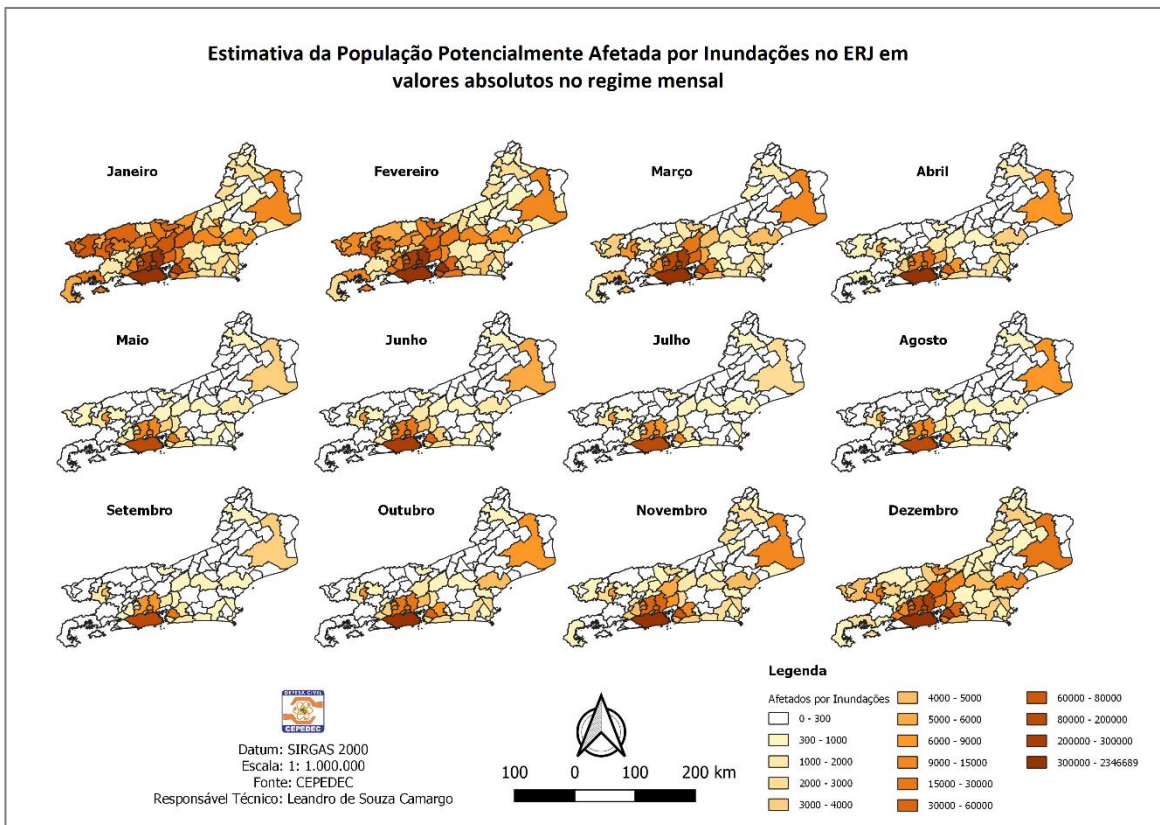 Estimativa da População Potencialmente Afetada por Inundações no ERJ em
valores absolutos no regime mensal
Janeiro
Fevereiro
Março
Abril
Maio
Junho
Julho
Agosto
Setembro
Outubro
Novembro
Dezembro
DEFESA CIVIL
CEPEDEC
Datum: SIRGAS 2000
Escala: 1: 1.000.000
Fonte: CEPEDEC
Responsável Técnico: Leandro de Souza Camargo
100 0 100 200 km
Legenda
Afetados por Inundações
0 - 300
300 - 1000
1000 - 2000
2000 - 3000
3000 - 4000
4000 - 5000
5000 - 6000
6000 - 9000
9000 - 15000
15000 - 30000
30000 - 60000
60000 - 80000
80000 - 200000
200000 - 300000
300000 - 2346689